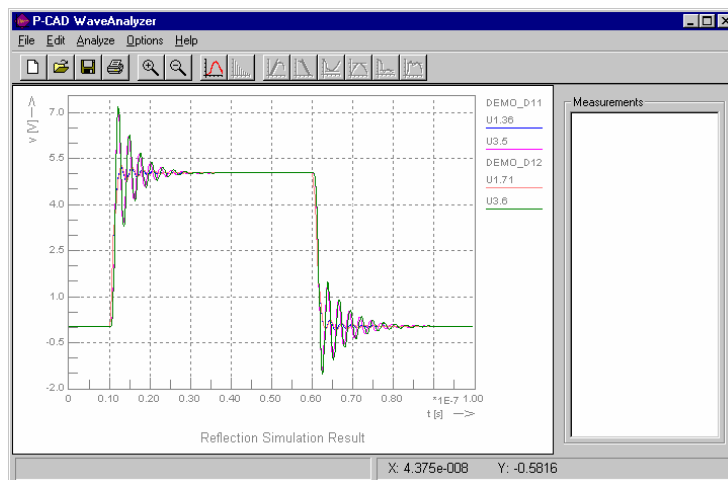 P-CAD WaveAnalyzer
File Edit Analyze Options Help
v [V] —>
7.0
5.5
4.0
2.5
1.0
-0.5
-2.0
0 0.10 0.20 0.30 0.40 0.50 0.60 0.70 0.80 *1E-7 1.00
t [s] —>
Reflection Simulation Result
DEMO_D11
U1.36
U3.5
DEMO_D12
U1.71
U3.6
Measurements
X: 4.375e-008 Y: -0.5816